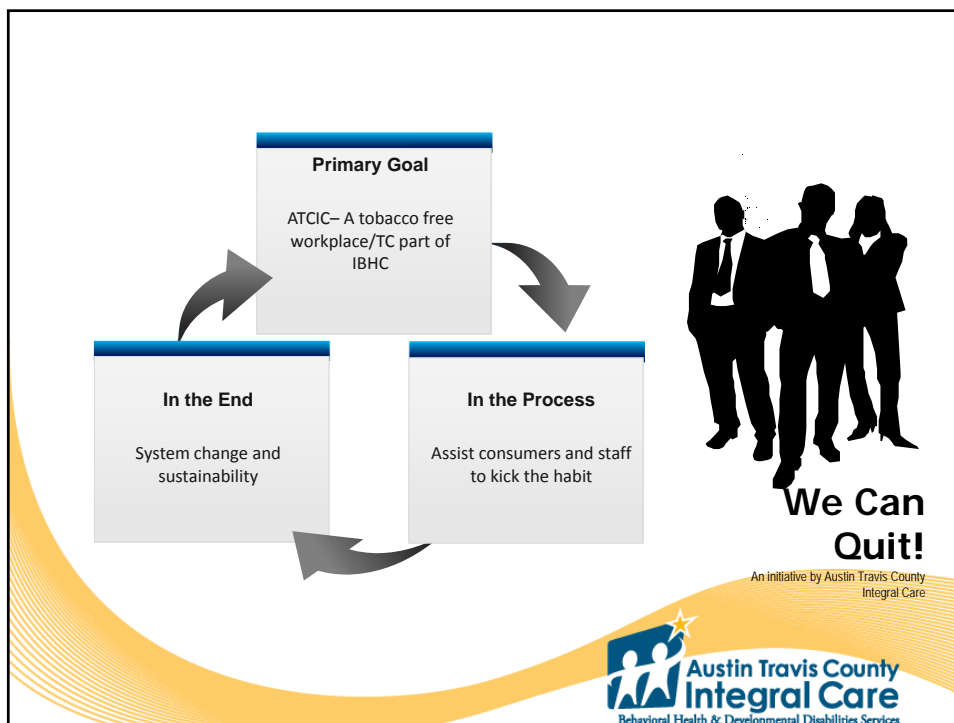 Primary Goal
ATCIC– A tobacco free
workplace/TC part of
IBHC
In the End
System change and
sustainability
In the Process
Assist consumers and staff
to kick the habit
We Can
Quit!
An initiative by Austin Travis County
Integral Care
Austin Travis County
Integral Care
Behavioral Health & Developmental Disabilities Services